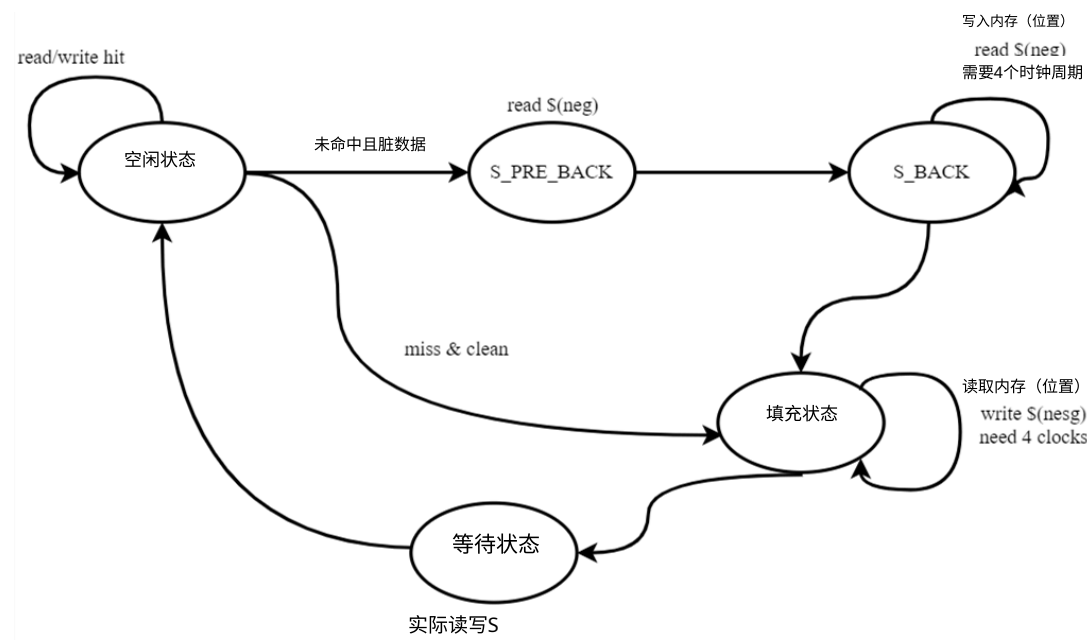 写入内存（位置）
read S(neg)
需要4个时钟周期
read/write hit
read S(neg)
未命中且脏数据
空闲状态
S_PRE_BACK
S_BACK
miss & clean
读取内存（位置）
write S(nesg)
need 4 clocks
填充状态
等待状态
实际读写S